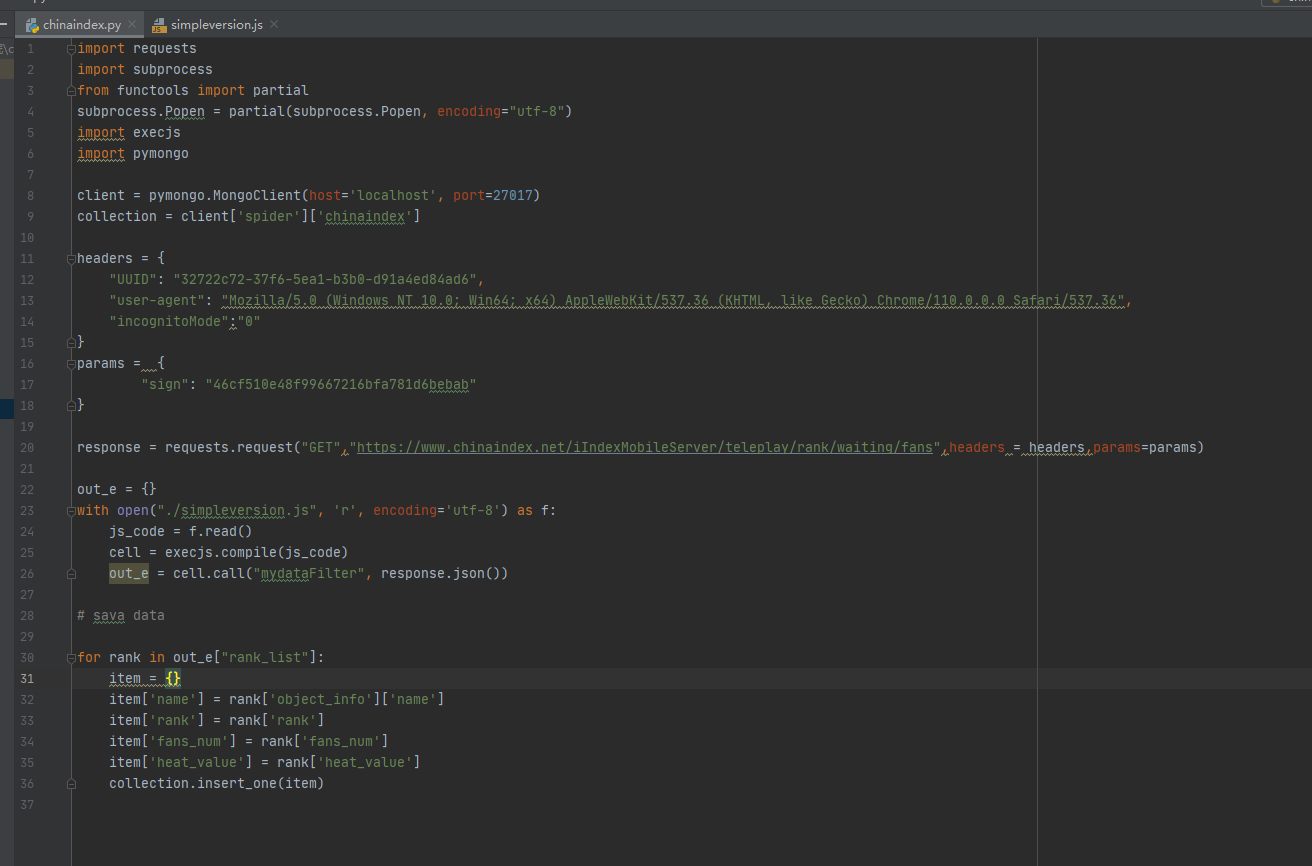 chinaindex.py × simpleversion.js ×
1 import requests
2 import subprocess
3 from functools import partial
4 subprocess.Popen = partial(subprocess.Popen, encoding="utf-8")
5 import execjs
6 import pymongo
7
8 client = pymongo.MongoClient(host='localhost', port=27017)
9 collection = client['spider']['chinaindex']
10
11 headers = {
12     "UUID": "32722c72-37f6-5ea1-b3b0-d91a4ed84ad6",
13     "user-agent": "Mozilla/5.0 (Windows NT 10.0; Win64; x64) AppleWebKit/537.36 (KHTML, like Gecko) Chrome/110.0.0.0 Safari/537.36",
14     "incognitoMode":"0"
15 }
16 params =  {
17         "sign": "46cf510e48f99667216bfa781d6bebab"
18 }
19
20 response = requests.request("GET","https://www.chinaindex.net/iIndexMobileServer/teleplay/rank/waiting/fans",headers = headers,params=params)
21
22 out_e = {}
23 with open("./simpleversion.js", 'r', encoding='utf-8') as f:
24     js_code = f.read()
25     cell = execjs.compile(js_code)
26     out_e = cell.call("mydataFilter", response.json())
27
28 # sava data
29
30 for rank in out_e["rank_list"]:
31     item = {}
32     item['name'] = rank['object_info']['name']
33     item['rank'] = rank['rank']
34     item['fans_num'] = rank['fans_num']
35     item['heat_value'] = rank['heat_value']
36     collection.insert_one(item)
37